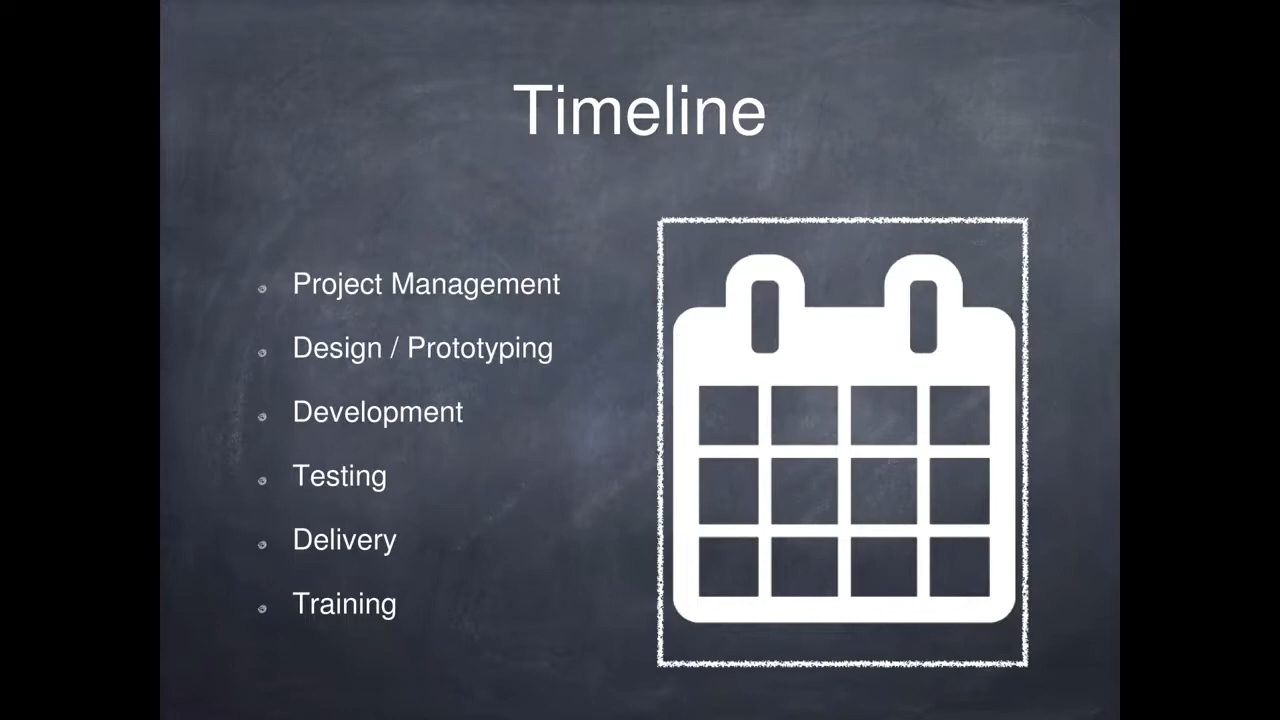 Timeline
Project Management
Design / Prototyping
Development
Testing
Delivery
Training